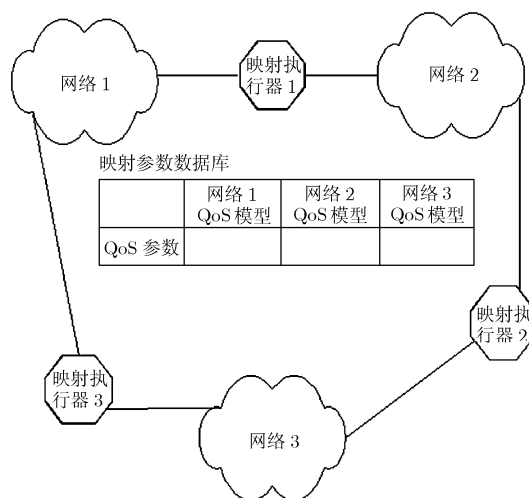 网络 1
映射执
行器 1
网络 2
映射参数数据库
网络 1
QoS 模型
网络 2
QoS 模型
网络 3
QoS 模型
QoS 参数
映射执
行器 2
映射执
行器 3
网络 3